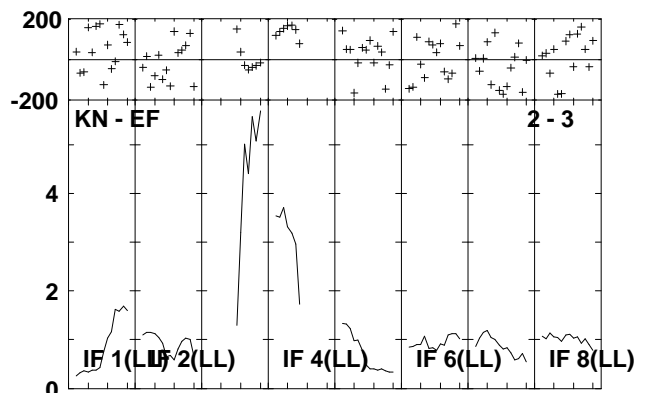 200
-200
KN - EF 2 - 3
4
2
IF 1(LL) IF 2(LL) IF 4(LL) IF 6(LL) IF 8(LL)
0